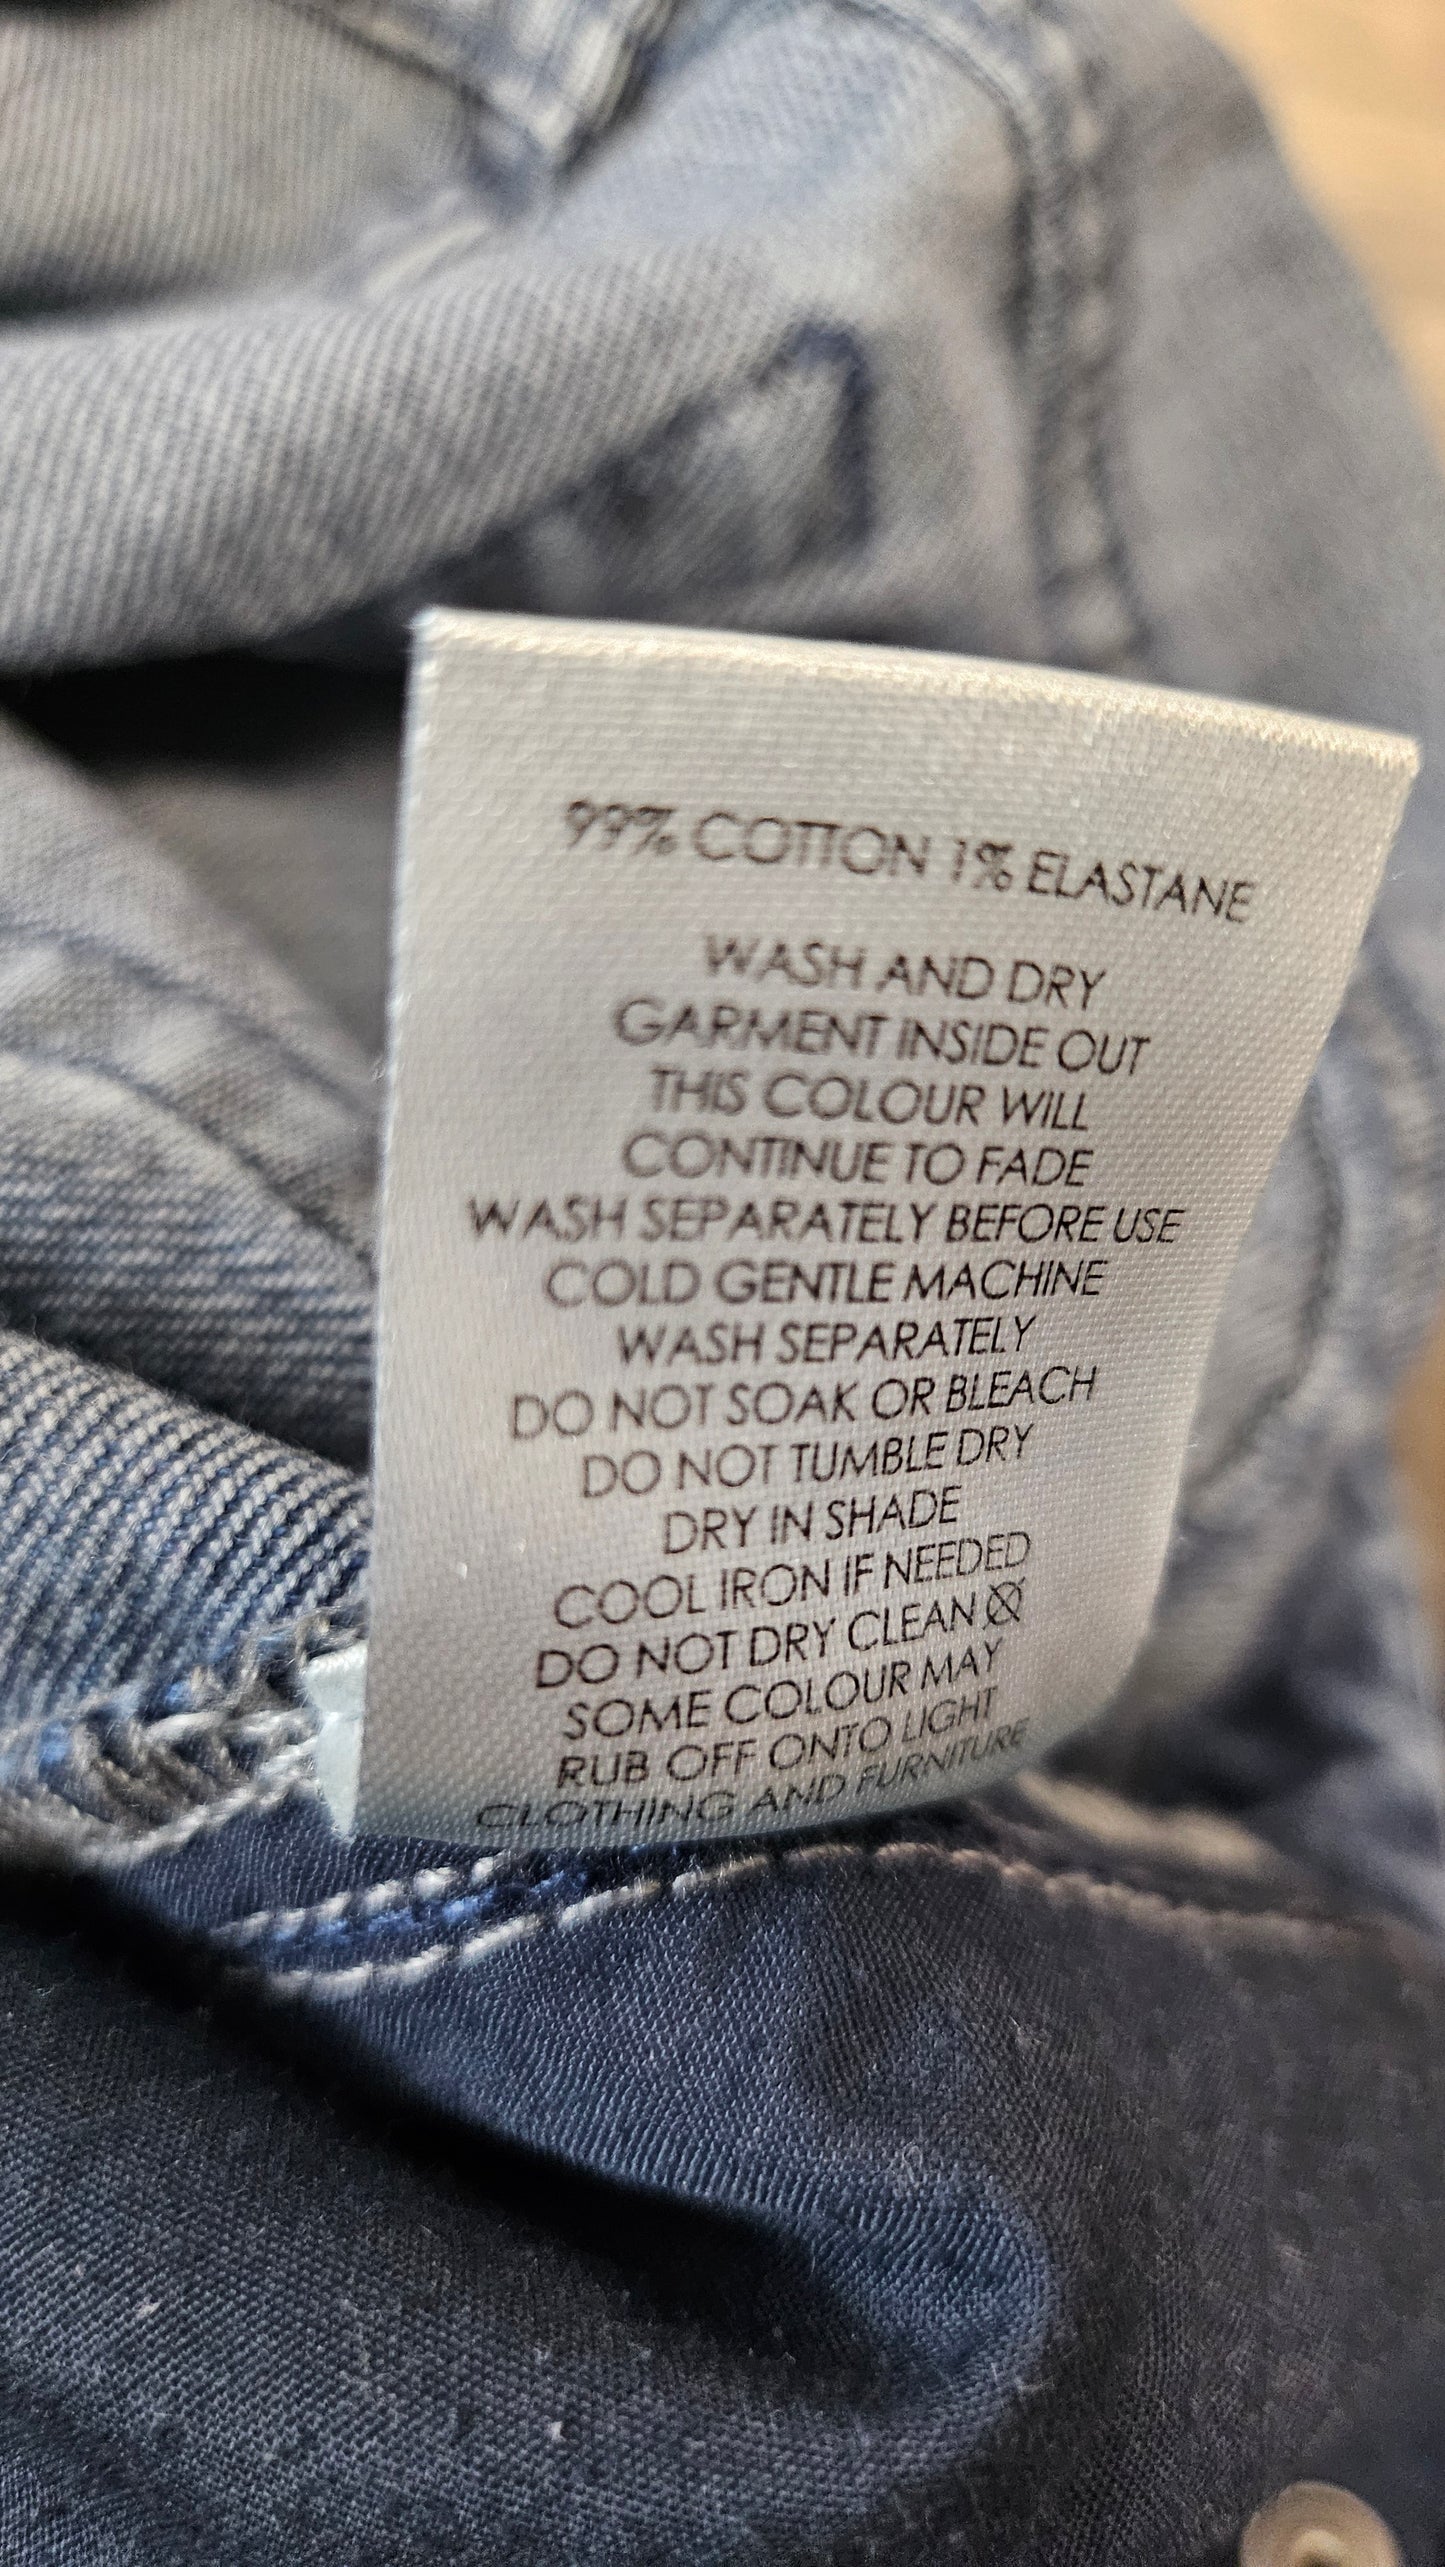 99% COTTON 1% ELASTANE
WASH AND DRY
GARMENT INSIDE OUT
THIS COLOUR WILL
CONTINUE TO FADE
WASH SEPARATELY BEFORE USE
COLD GENTLE MACHINE
WASH SEPARATELY
DO NOT SOAK OR BLEACH
DO NOT TUMBLE DRY
DRY IN SHADE
COOL IRON IF NEEDED
DO NOT DRY CLEAN
SOME COLOUR MAY
RUB OFF ONTO LIGHT
CLOTHING AND FURNITURE